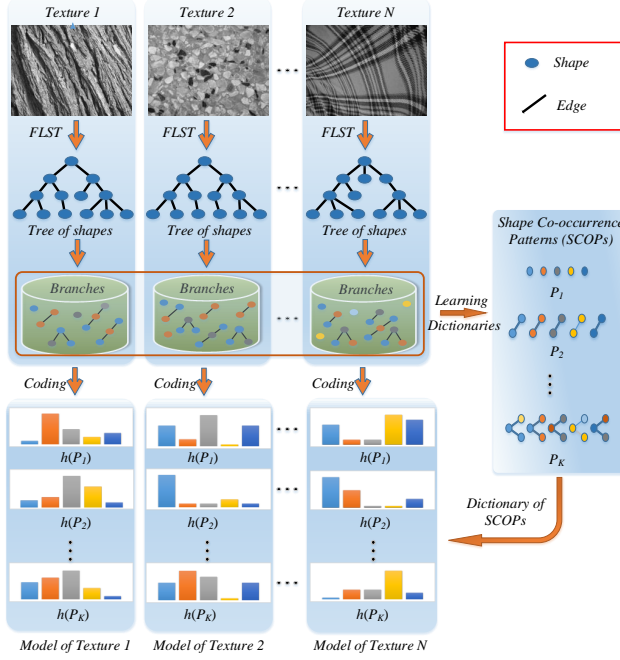 Texture 1
Texture 2
Texture N
Shape
Edge
FLST
FLST
FLST
Tree of shapes
Tree of shapes
Tree of shapes
Branches
Branches
Branches
Learning
Dictionaries
Shape Co-occurrence
Patterns (SCOPs)
P1
P2
PK
Dictionary of
SCOPs
Coding
Coding
Coding
h(P1)
h(P1)
h(P1)
h(P2)
h(P2)
h(P2)
h(PK)
h(PK)
h(PK)
Model of Texture 1
Model of Texture 2
Model of Texture N